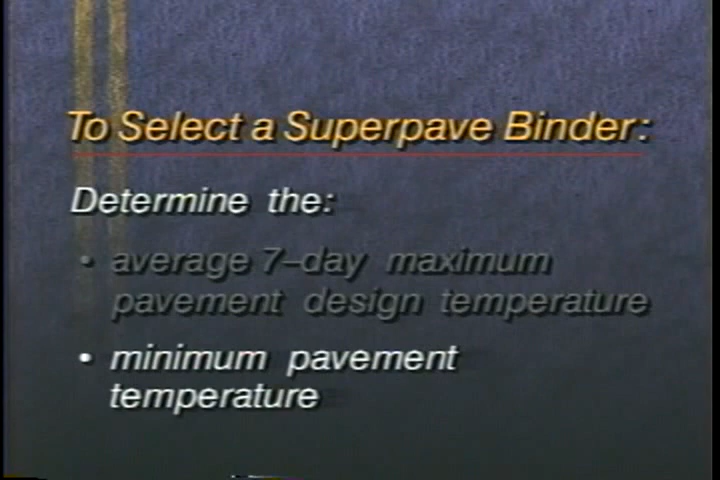 To Select a Superpave Binder:
Determine the:
• average 7-day maximum
pavement design temperature
• minimum pavement
temperature